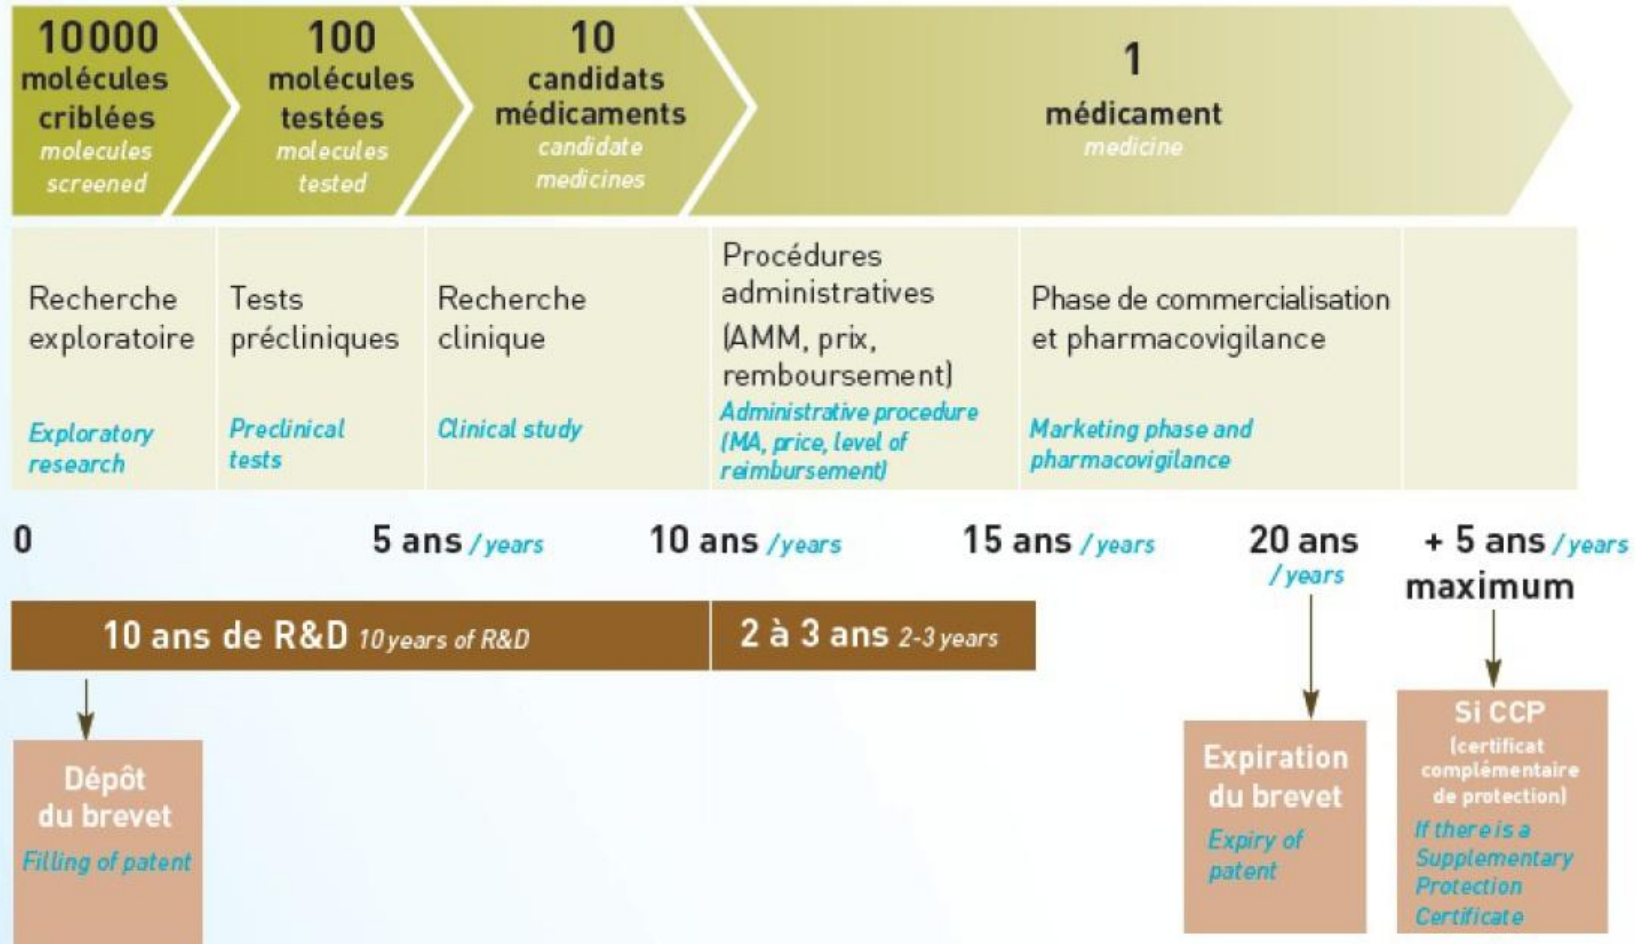 10 000
molécules
criblées
molecules
screened
100
molécules
testées
molecules
tested
10
candidats
médicaments
candidate
medicines
1
médicament
medicine
Recherche
exploratoire
Exploratory
research
Tests
précliniques
Preclinical
tests
Recherche
clinique
Clinical study
Procédures
administratives
(AMM, prix,
remboursement)
Administrative procedure
(MA, price, level of
reimbursement)
Phase de commercialisation
et pharmacovigilance
Marketing phase and
pharmacovigilance
0
5 ans / years
10 ans / years
15 ans / years
20 ans
/ years
+ 5 ans / years
maximum
10 ans de R&D 10 years of R&D
2 à 3 ans 2-3 years
Dépôt
du brevet
Filling of patent
Expiration
du brevet
Expiry of
patent
Si CCP
(certificat
complémentaire
de protection)
If there is a
Supplementary
Protection
Certificate